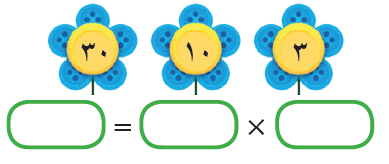 ٣ ١٠ ٣٠
× =